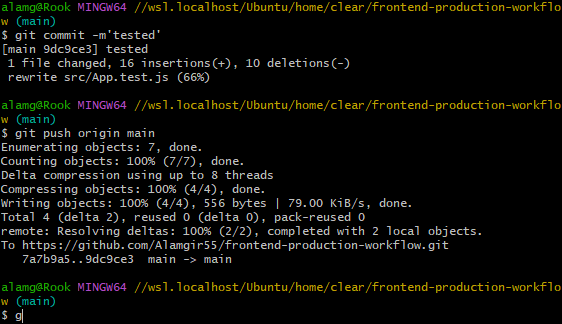 alamg@Rook MINGW64 //wsl.localhost/Ubuntu/home/clear/frontend-production-workflo
w (main)
$ git commit -m'tested'
[main 9dc9ce3] tested
 1 file changed, 16 insertions(+), 10 deletions(-)
 rewrite src/App.test.js (66%)

alamg@Rook MINGW64 //wsl.localhost/Ubuntu/home/clear/frontend-production-workflo
w (main)
$ git push origin main
Enumerating objects: 7, done.
Counting objects: 100% (7/7), done.
Delta compression using up to 8 threads
Compressing objects: 100% (4/4), done.
Writing objects: 100% (4/4), 556 bytes | 79.00 KiB/s, done.
Total 4 (delta 2), reused 0 (delta 0), pack-reused 0
remote: Resolving deltas: 100% (2/2), completed with 2 local objects.
To https://github.com/Alamgir55/frontend-production-workflow.git
   7a7b9a5..9dc9ce3  main -> main

alamg@Rook MINGW64 //wsl.localhost/Ubuntu/home/clear/frontend-production-workflo
w (main)
$ g